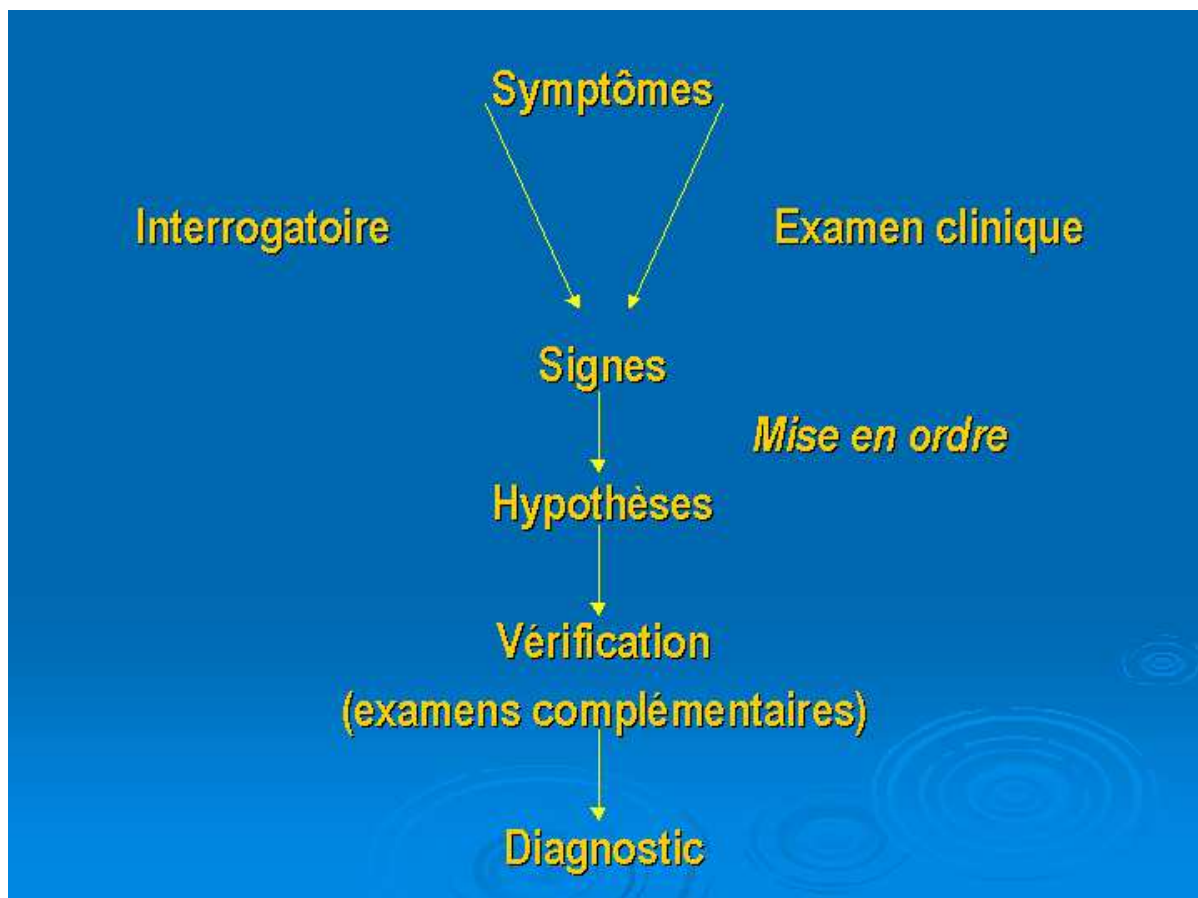 Symptômes
Interrogatoire
Examen clinique
Signes
Mise en ordre
Hypothèses
Vérification
(examens complémentaires)
Diagnostic